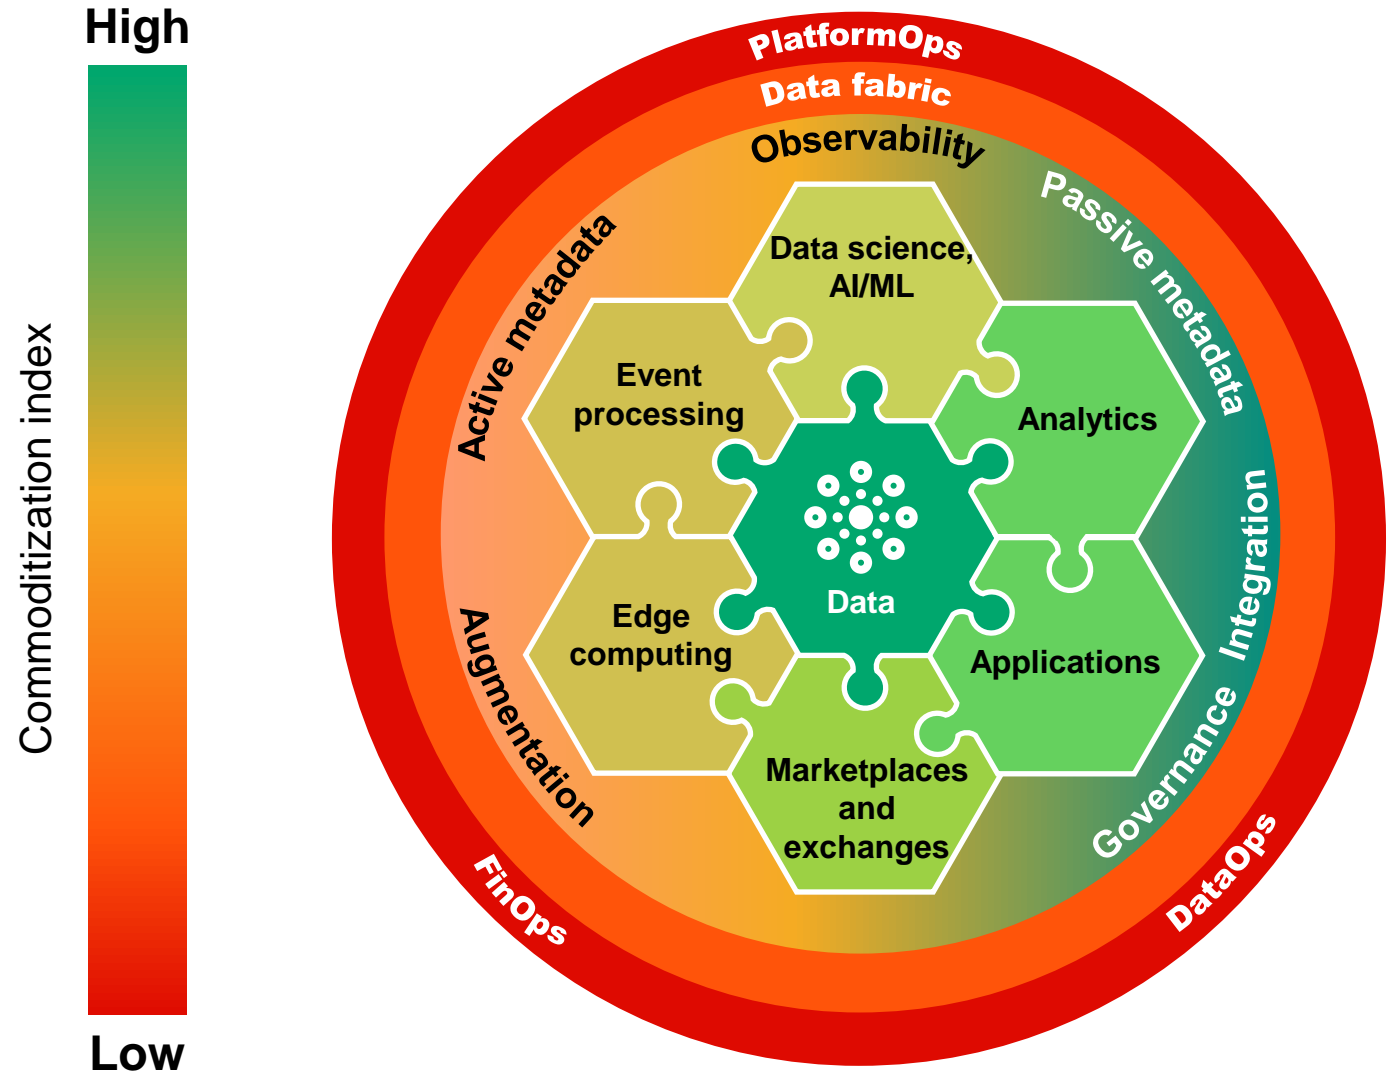 High
Commoditization index
Low
PlatformOps
Data fabric
Observability
Active metadata
Passive metadata
Data science,
AI/ML
Event
processing
Analytics
Data
Edge
computing
Applications
Marketplaces
and
exchanges
Augmentation
Integration
Governance
FinOps
DataOps